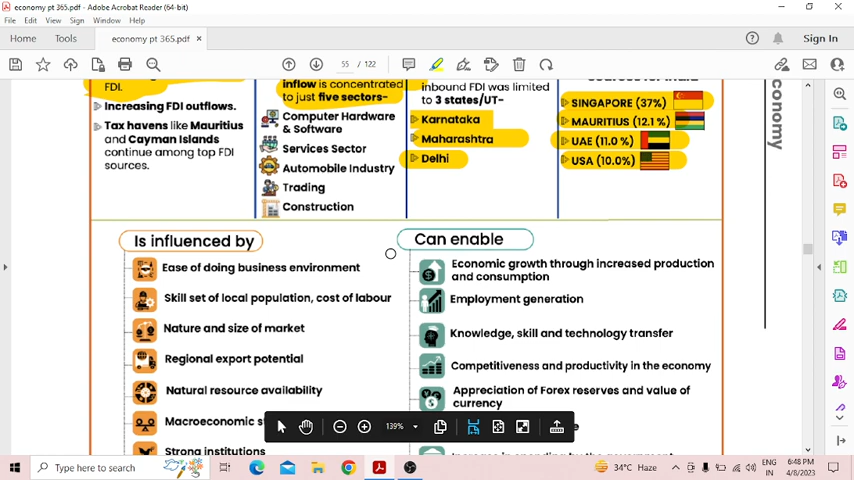 economy pt 365.pdf - Adobe Acrobat Reader (64-bit)
File Edit View Sign Window Help
Home Tools economy pt 365.pdf × Sign In
55 / 122
FDI.
Increasing FDI outflows.
Tax havens like Mauritius
and Cayman Islands
continue among top FDI
sources.
inflow is concentrated
to just five sectors-
Computer Hardware
& Software
Services Sector
Automobile Industry
Trading
Construction
inbound FDI was limited
to 3 states/UT-
Karnataka
Maharashtra
Delhi
SINGAPORE (37%)
MAURITIUS (12.1 %)
UAE (11.0 %)
USA (10.0%)
onomy
Is influenced by
Ease of doing business environment
Skill set of local population, cost of labour
Nature and size of market
Regional export potential
Natural resource availability
Macroeconomic
Strong institutions
Can enable
Economic growth through increased production
and consumption
Employment generation
Knowledge, skill and technology transfer
Competitiveness and productivity in the economy
Appreciation of Forex reserves and value of
currency
139%
Type here to search
34°C Haze
ENG
IN
6:48 PM
4/8/2023